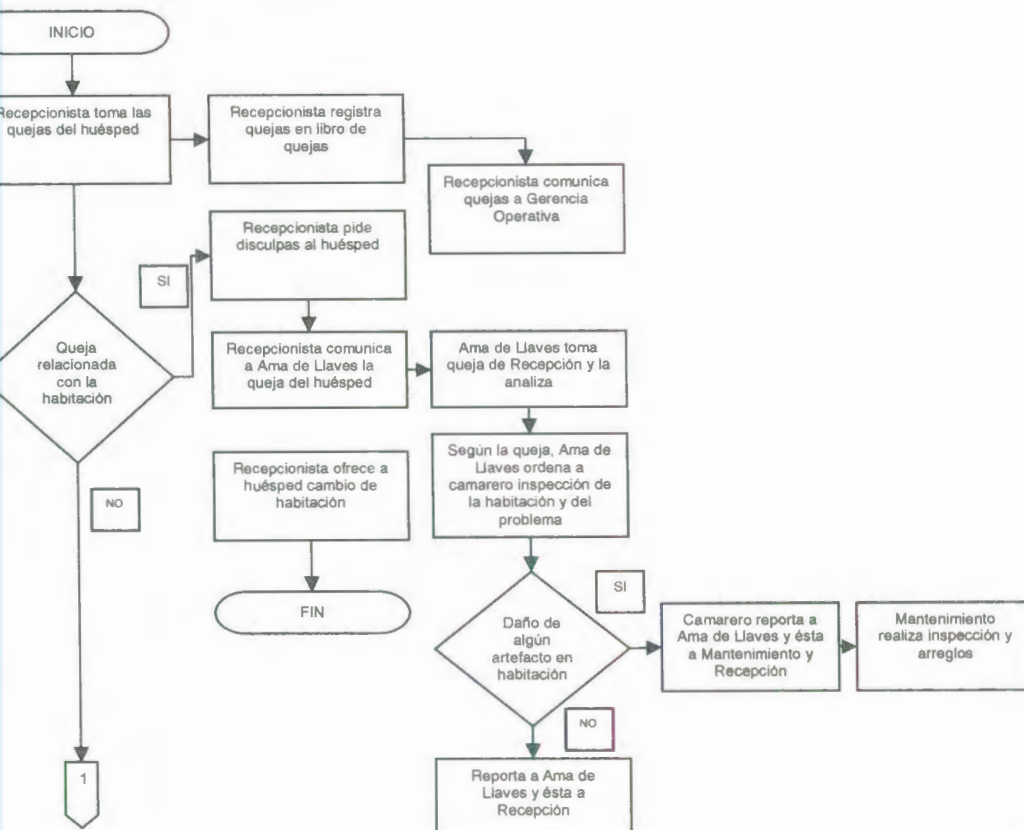 INICIO
Recepcionista toma las
quejas del huésped
Recepcionista registra
quejas en libro de
quejas
Recepcionista comunica
quejas a Gerencia
Operativa
Recepcionista pide
disculpas al huésped
SI
Queja
relacionada
con la
habitación
Recepcionista comunica
a Ama de Llaves la
queja del huésped
Ama de Llaves toma
queja de Recepción y la
analiza
Según la queja, Ama de
Llaves ordena a
camarero inspección de
la habitación y del
problema
Recepcionista ofrece a
huésped cambio de
habitación
NO
FIN
SI
Daño de
algún
artefacto en
habitación
Camarero reporta a
Ama de Llaves y ésta
a Mantenimiento y
Recepción
Mantenimiento
realiza inspección y
arreglos
NO
1
Reporta a Ama de
Llaves y ésta a
Recepción